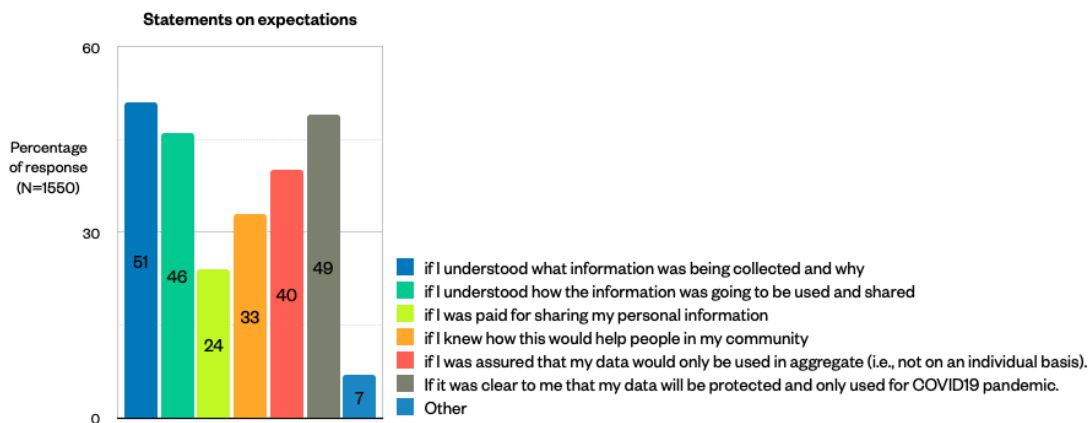 Statements on expectations
60
Percentage
of response
(N=1550)
30
0
51
46
24
33
40
49
7
if I understood what information was being collected and why
if I understood how the information was going to be used and shared
if I was paid for sharing my personal information
if I knew how this would help people in my community
if I was assured that my data would only be used in aggregate (i.e., not on an individual basis).
If it was clear to me that my data will be protected and only used for COVID19 pandemic.
Other